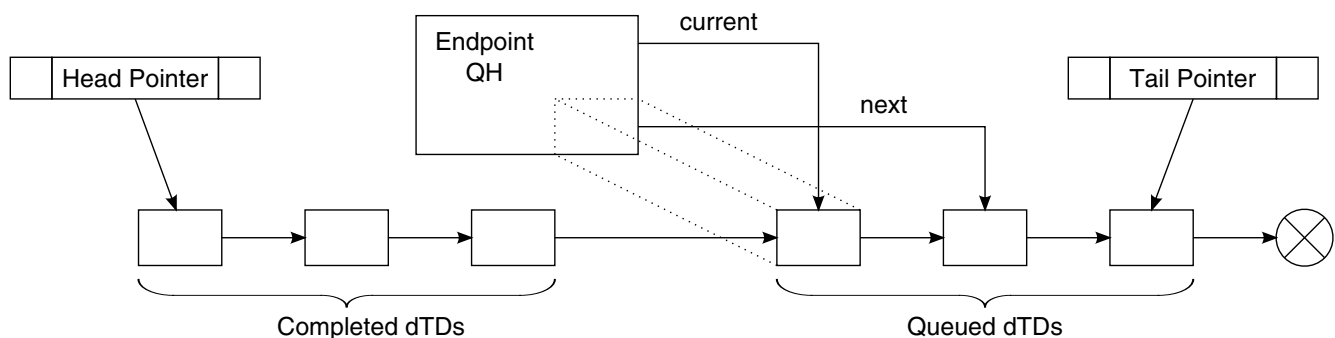 current
Endpoint
QH
Head Pointer
Tail Pointer
next
Completed dTDs
Queued dTDs